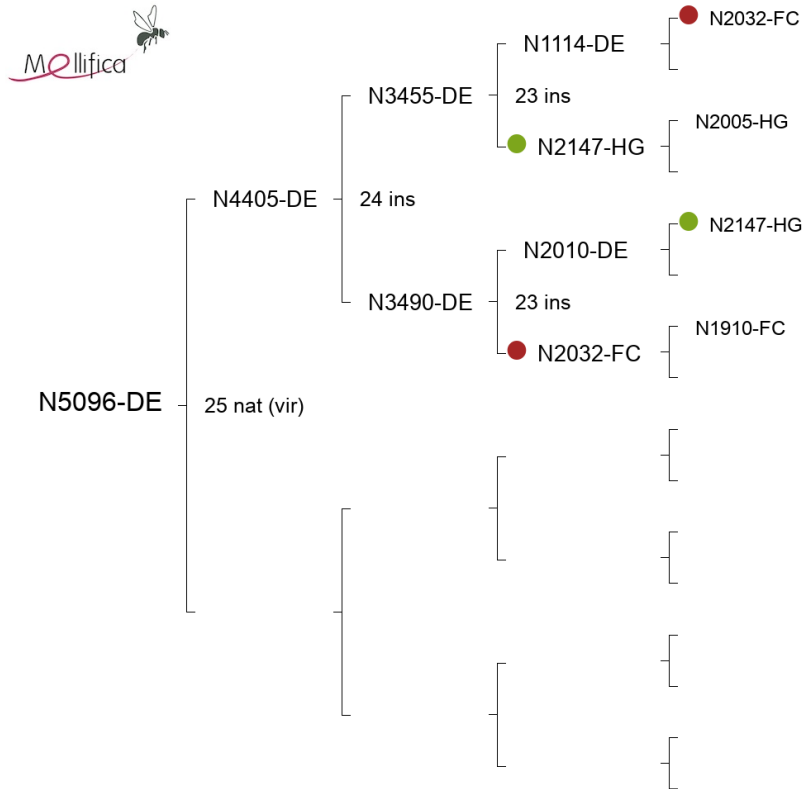 Mellifica
N2032-FC
N1114-DE
N3455-DE
23 ins
N2005-HG
N2147-HG
N4405-DE
24 ins
N2147-HG
N2010-DE
N3490-DE
23 ins
N1910-FC
N2032-FC
N5096-DE
25 nat (vir)